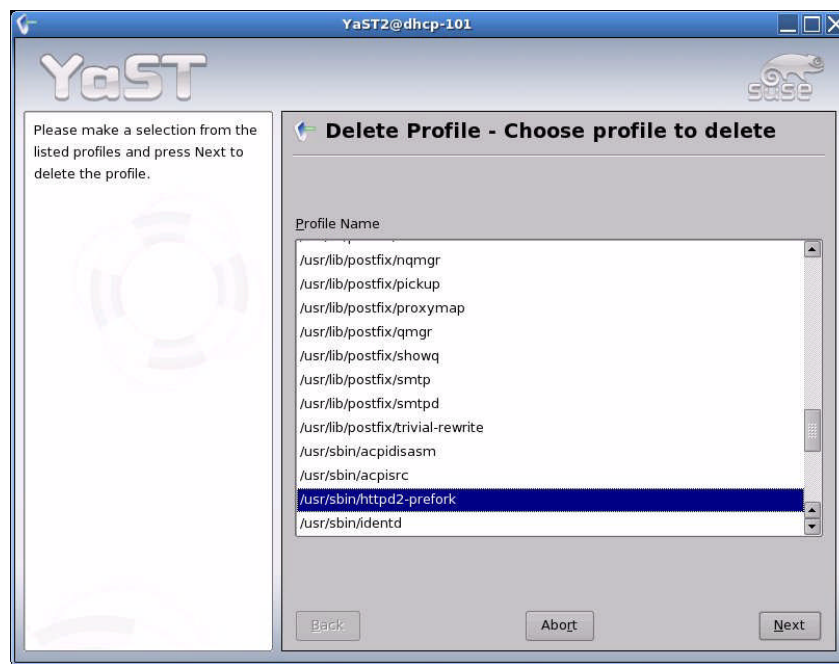 YaST2@dhcp-101
YaST
suse
Please make a selection from the
listed profiles and press Next to
delete the profile.
Delete Profile - Choose profile to delete
Profile Name
/usr/lib/postfix/nqmgr
/usr/lib/postfix/pickup
/usr/lib/postfix/proxymap
/usr/lib/postfix/qmgr
/usr/lib/postfix/showq
/usr/lib/postfix/smtp
/usr/lib/postfix/smtpd
/usr/lib/postfix/trivial-rewrite
/usr/sbin/acpidisasm
/usr/sbin/acpisrc
/usr/sbin/httpd2-prefork
/usr/sbin/identd
Back
Abort
Next